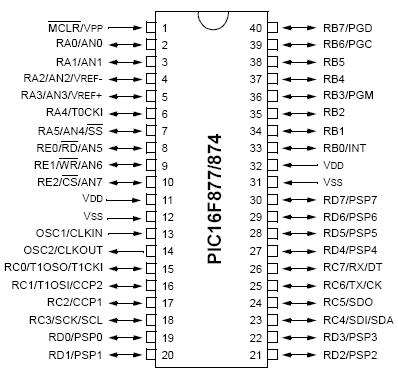 MCLR/VPP 1 40 RB7/PGD
RA0/AN0 2 39 RB6/PGC
RA1/AN1 3 38 RB5
RA2/AN2/VREF- 4 37 RB4
RA3/AN3/VREF+ 5 36 RB3/PGM
RA4/T0CKI 6 35 RB2
RA5/AN4/SS 7 34 RB1
RE0/RD/AN5 8 33 RB0/INT
RE1/WR/AN6 9 32 VDD
RE2/CS/AN7 10 31 VSS
VDD 11 30 RD7/PSP7
VSS 12 29 RD6/PSP6
OSC1/CLKIN 13 28 RD5/PSP5
OSC2/CLKOUT 14 27 RD4/PSP4
RC0/T1OSO/T1CKI 15 26 RC7/RX/DT
RC1/T1OSI/CCP2 16 25 RC6/TX/CK
RC2/CCP1 17 24 RC5/SDO
RC3/SCK/SCL 18 23 RC4/SDI/SDA
RD0/PSP0 19 22 RD3/PSP3
RD1/PSP1 20 21 RD2/PSP2
PIC16F877/874